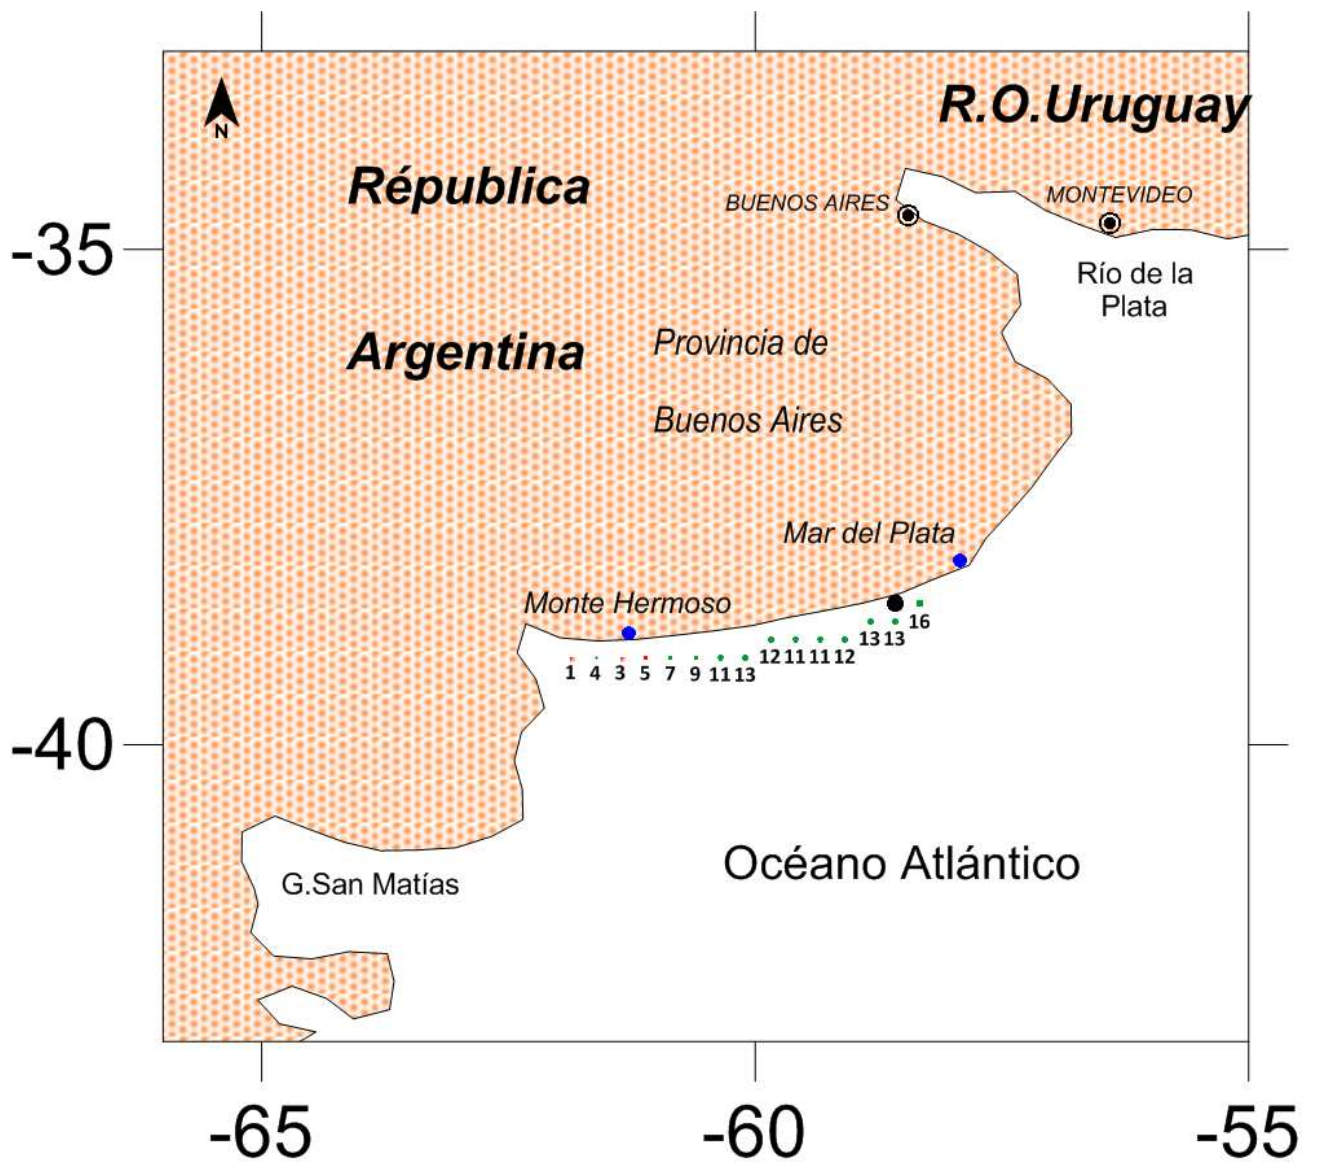 R.O.Uruguay
N
Républica
BUENOS AIRES
MONTEVIDEO
-35
Río de la
Plata
Argentina
Provincia de
Buenos Aires
Mar del Plata
Monte Hermoso
16
13 13
12 11 11 12
1 4 3 5 7 9 11 13
-40
Océano Atlántico
G.San Matías
-65
-60
-55